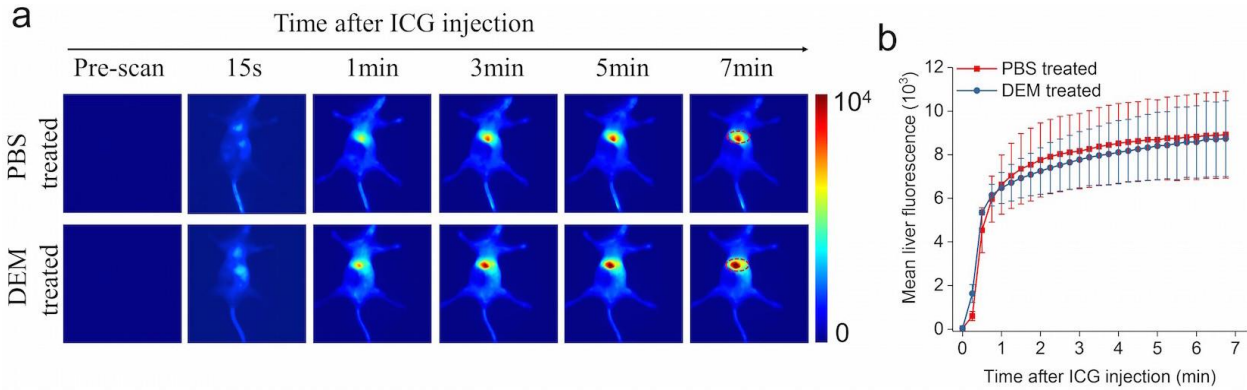 a
Time after ICG injection
Pre-scan 15s 1min 3min 5min 7min
PBS treated
DEM treated
10⁴
0
b
PBS treated
DEM treated
Mean liver fluorescence (10³)
12
10
8
6
4
2
0
0 1 2 3 4 5 6 7
Time after ICG injection (min)